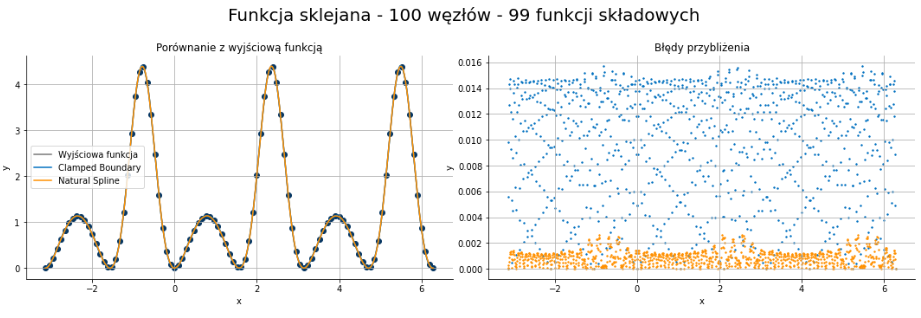 Funkcja sklejana - 100 węzłów - 99 funkcji składowych
Porównanie z wyjściową funkcją
4
3
2
1
0
y
Wyjściowa funkcja
Clamped Boundary
Natural Spline
−2
0
2
4
6
x
Błędy przybliżenia
0.016
0.014
0.012
0.010
0.008
0.006
0.004
0.002
0.000
y
−2
0
2
4
6
x